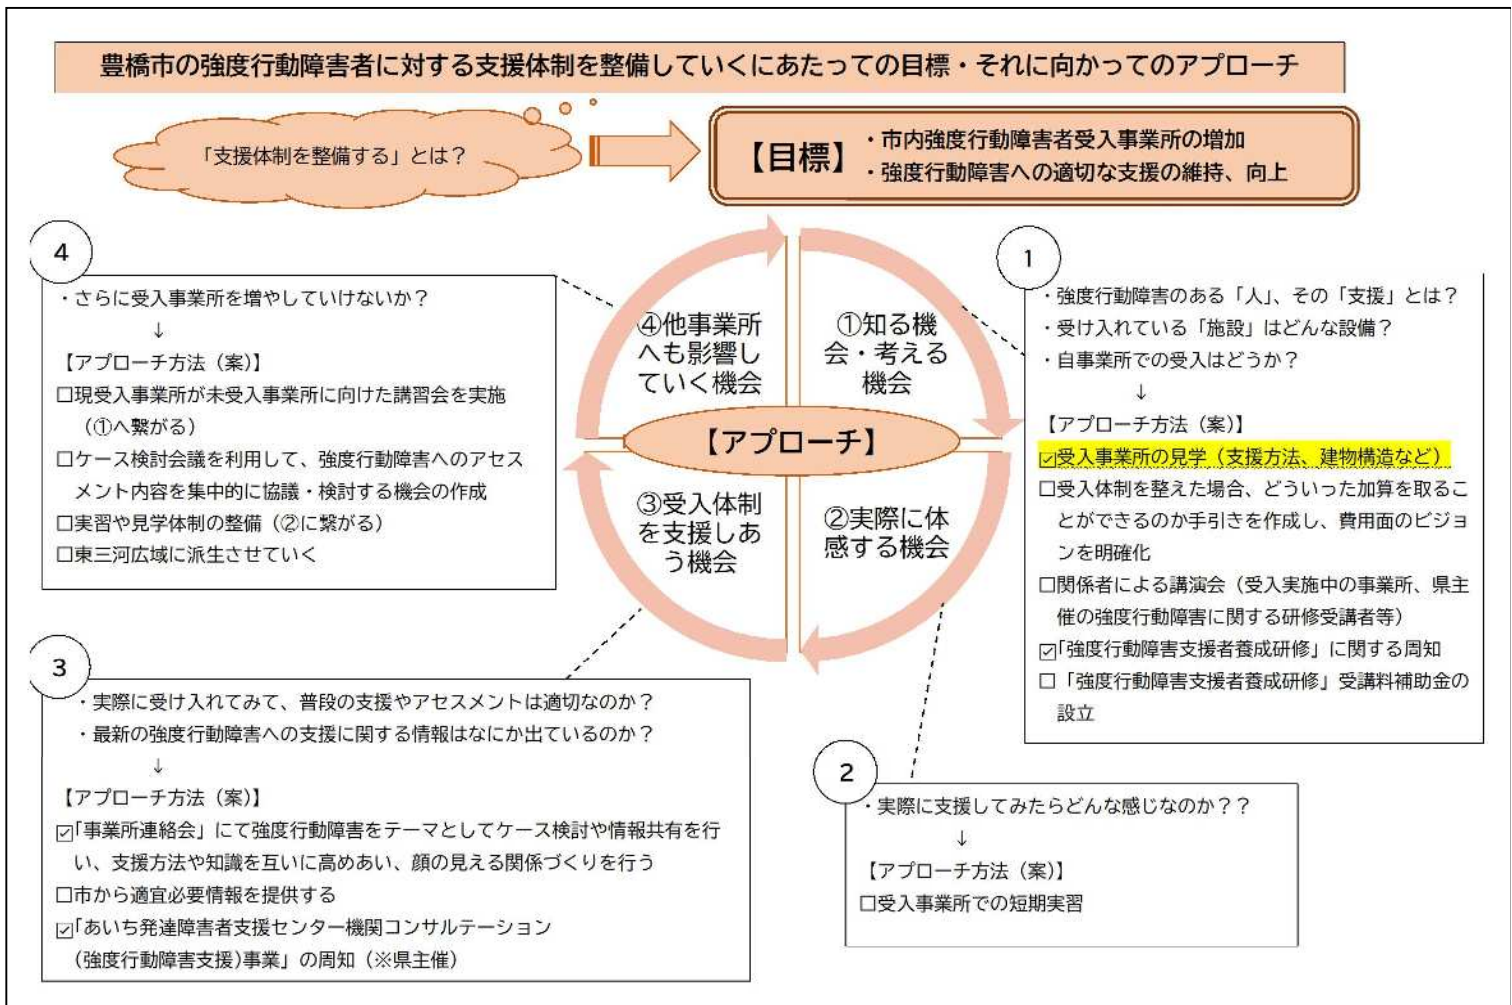 豊橋市の強度行動障害者に対する支援体制を整備していくにあたっての目標・それに向かってのアプローチ
「支援体制を整備する」とは？
【目標】
・市内強度行動障害者受入事業所の増加
・強度行動障害への適切な支援の維持、向上
【アプローチ】
①知る機
会・考える
機会
②実際に体
感する機会
③受入体制
を支援しあ
う機会
④他事業所
へも影響し
ていく機会
1
・強度行動障害のある「人」、その「支援」とは？
・受け入れている「施設」はどんな設備？
・自事業所での受入はどうか？
↓
【アプローチ方法（案）】
☑受入事業所の見学（支援方法、建物構造など）
□受入体制を整えた場合、どういった加算を取るこ
とができるのか手引きを作成し、費用面のビジョ
ンを明確化
□関係者による講演会（受入実施中の事業所、県主
催の強度行動障害に関する研修受講者等）
☑「強度行動障害支援者養成研修」に関する周知
□「強度行動障害支援者養成研修」受講料補助金の
設立
2
・実際に支援してみたらどんな感じなのか？？
↓
【アプローチ方法（案）】
□受入事業所での短期実習
3
・実際に受け入れてみて、普段の支援やアセスメントは適切なのか？
・最新の強度行動障害への支援に関する情報はなにか出ているのか？
↓
【アプローチ方法（案）】
☑「事業所連絡会」にて強度行動障害をテーマとしてケース検討や情報共有を行
い、支援方法や知識を互いに高めあい、顔の見える関係づくりを行う
□市から適宜必要情報を提供する
☑「あいち発達障害者支援センター機関コンサルテーション
(強度行動障害支援)事業」の周知（※県主催）
4
・さらに受入事業所を増やしていけないか？
↓
【アプローチ方法（案）】
□現受入事業所が未受入事業所に向けた講習会を実施
（①へ繋がる）
□ケース検討会議を利用して、強度行動障害へのアセス
メント内容を集中的に協議・検討する機会の作成
□実習や見学体制の整備（②に繋がる）
□東三河広域に派生させていく